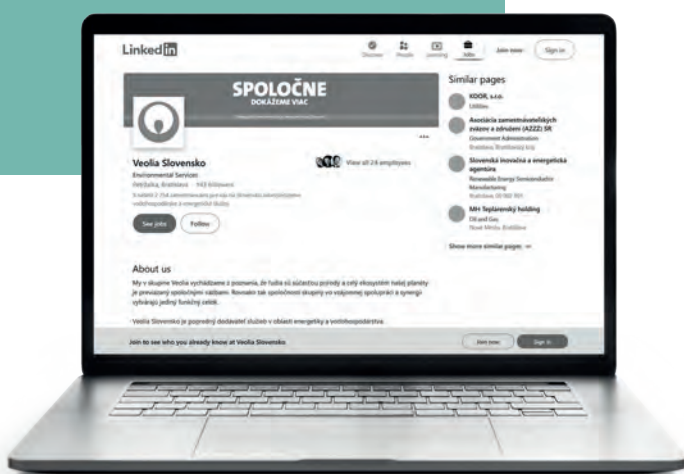 LinkedIn
Discover People Learning Jobs Join now Sign in
SPOLOČNE
DOKÁŽEME VIAC
Veolia Slovensko
Environmental Services
Petržalka, Bratislava
View all 24 employees
See jobs Follow
About us
My v skupine Veolia vychádzame z poznania, že ľudia sú súčasťou prírody a celý ekosystém našej planéty
je previazaný spoločnými väzbami. Rovnako tak spoločnosti skupiny vo vzájomnej spolupráci a synergii
vytvárajú jediný funkčný celok.
Veolia Slovensko je popredný dodávateľ služieb v oblasti energetiky a vodohospodárstva.
Similar pages
KOOR, s.r.o.
Utilities
Asociácia zamestnávateľských
zväzov a združení (AZZZ) SR
Government Administration
Bratislava, Bratislavský kraj
Slovenská inovačná a energetická
agentúra
Renewable Energy Semiconductor
Manufacturing
MH Teplárenský holding
Oil and Gas
Nové Mesto, Bratislava
Show more similar pages
Join to see who you already know at Veolia Slovensko
Join now Sign in